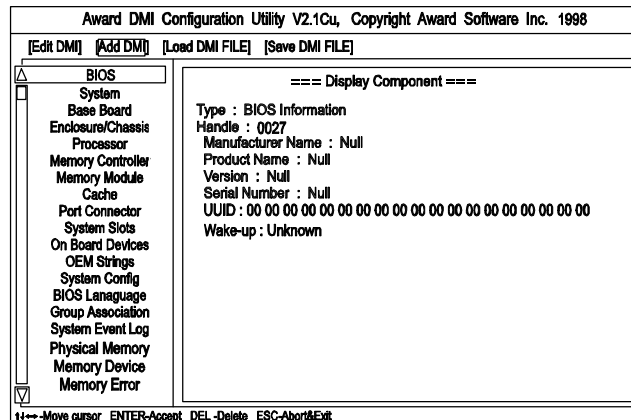 Award DMI Configuration Utility V2.1Cu, Copyright Award Software Inc. 1998
[Edit DMI] [Add DMI] [Load DMI FILE] [Save DMI FILE]
BIOS
System
Base Board
Enclosure/Chassis
Processor
Memory Controller
Memory Module
Cache
Port Connector
System Slots
On Board Devices
OEM Strings
System Config
BIOS Lanaguage
Group Association
System Event Log
Physical Memory
Memory Device
Memory Error
=== Display Component ===
Type : BIOS Information
Handle : 0027
Manufacturer Name : Null
Product Name : Null
Version : Null
Serial Number : Null
UUID : 00 00 00 00 00 00 00 00 00 00 00 00 00 00 00 00 00 00 00
Wake-up : Unknown
↑↓↔-Move cursor ENTER-Accept DEL -Delete ESC-Abort&Exit